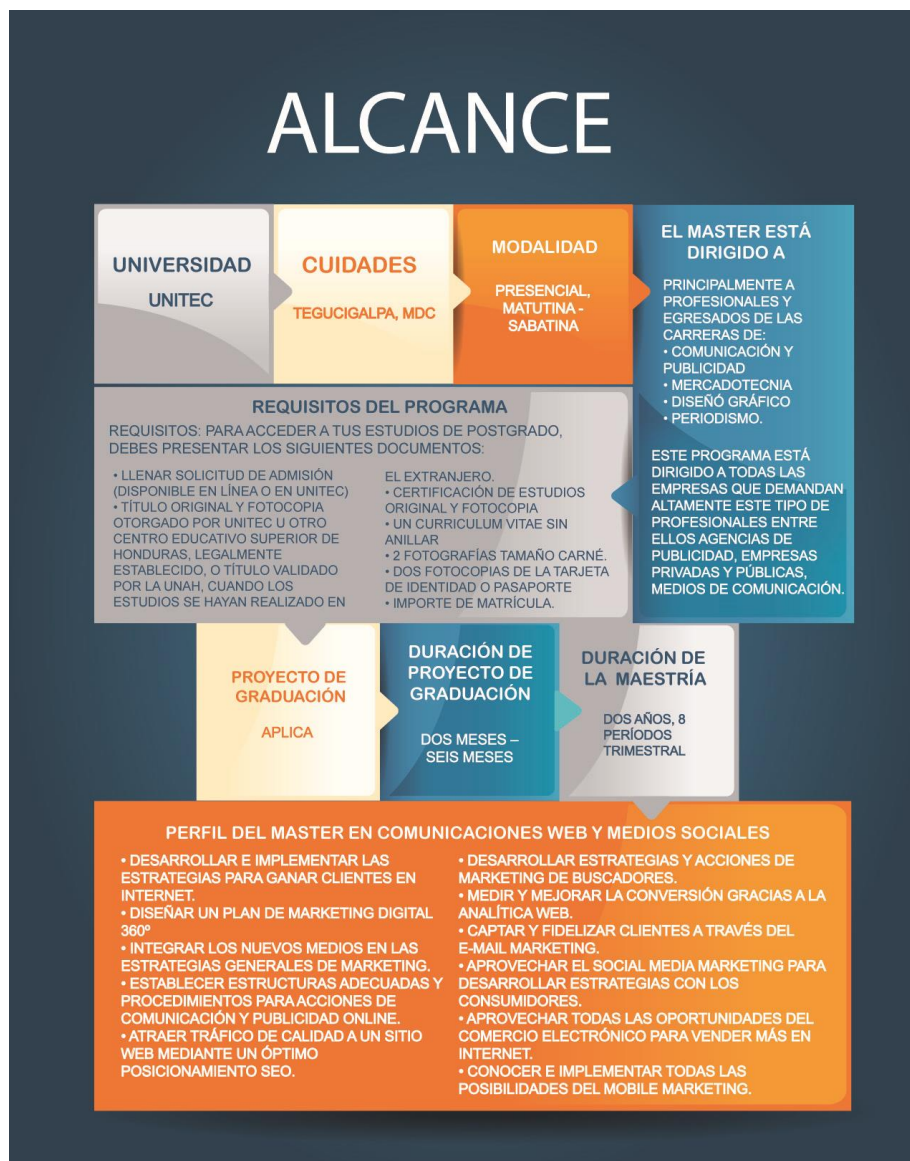 ALCANCE
UNIVERSIDAD
UNITEC
CUIDADES
TEGUCIGALPA, MDC
MODALIDAD
PRESENCIAL,
MATUTINA -
SABATINA
EL MASTER ESTÁ
DIRIGIDO A
PRINCIPALMENTE A
PROFESIONALES Y
EGRESADOS DE LAS
CARRERAS DE:
• COMUNICACIÓN Y
PUBLICIDAD
• MERCADOTECNIA
• DISEÑÓ GRÁFICO
• PERIODISMO.
ESTE PROGRAMA ESTÁ
DIRIGIDO A TODAS LAS
EMPRESAS QUE DEMANDAN
ALTAMENTE ESTE TIPO DE
PROFESIONALES ENTRE
ELLOS AGENCIAS DE
PUBLICIDAD, EMPRESAS
PRIVADAS Y PÚBLICAS,
MEDIOS DE COMUNICACIÓN.
REQUISITOS DEL PROGRAMA
REQUISITOS: PARA ACCEDER A TUS ESTUDIOS DE POSTGRADO,
DEBES PRESENTAR LOS SIGUIENTES DOCUMENTOS:
• LLENAR SOLICITUD DE ADMISIÓN
(DISPONIBLE EN LÍNEA O EN UNITEC)
• TÍTULO ORIGINAL Y FOTOCOPIA
OTORGADO POR UNITEC U OTRO
CENTRO EDUCATIVO SUPERIOR DE
HONDURAS, LEGALMENTE
ESTABLECIDO, O TÍTULO VALIDADO
POR LA UNAH, CUANDO LOS
ESTUDIOS SE HAYAN REALIZADO EN
EL EXTRANJERO.
• CERTIFICACIÓN DE ESTUDIOS
ORIGINAL Y FOTOCOPIA
• UN CURRICULUM VITAE SIN
ANILLAR
• 2 FOTOGRAFÍAS TAMAÑO CARNÉ.
• DOS FOTOCOPIAS DE LA TARJETA
DE IDENTIDAD O PASAPORTE
• IMPORTE DE MATRÍCULA.
PROYECTO DE
GRADUACIÓN
APLICA
DURACIÓN DE
PROYECTO DE
GRADUACIÓN
DOS MESES –
SEIS MESES
DURACIÓN DE
LA MAESTRÍA
DOS AÑOS, 8
PERÍODOS
TRIMESTRAL
PERFIL DEL MASTER EN COMUNICACIONES WEB Y MEDIOS SOCIALES
• DESARROLLAR E IMPLEMENTAR LAS
ESTRATEGIAS PARA GANAR CLIENTES EN
INTERNET.
• DISEÑAR UN PLAN DE MARKETING DIGITAL
360º
• INTEGRAR LOS NUEVOS MEDIOS EN LAS
ESTRATEGIAS GENERALES DE MARKETING.
• ESTABLECER ESTRUCTURAS ADECUADAS Y
PROCEDIMIENTOS PARA ACCIONES DE
COMUNICACIÓN Y PUBLICIDAD ONLINE.
• ATRAER TRÁFICO DE CALIDAD A UN SITIO
WEB MEDIANTE UN ÓPTIMO
POSICIONAMIENTO SEO.
• DESARROLLAR ESTRATEGIAS Y ACCIONES DE
MARKETING DE BUSCADORES.
• MEDIR Y MEJORAR LA CONVERSIÓN GRACIAS A LA
ANALÍTICA WEB.
• CAPTAR Y FIDELIZAR CLIENTES A TRAVÉS DEL
E-MAIL MARKETING.
• APROVECHAR EL SOCIAL MEDIA MARKETING PARA
DESARROLLAR ESTRATEGIAS CON LOS
CONSUMIDORES.
• APROVECHAR TODAS LAS OPORTUNIDADES DEL
COMERCIO ELECTRÓNICO PARA VENDER MÁS EN
INTERNET.
• CONOCER E IMPLEMENTAR TODAS LAS
POSIBILIDADES DEL MOBILE MARKETING.